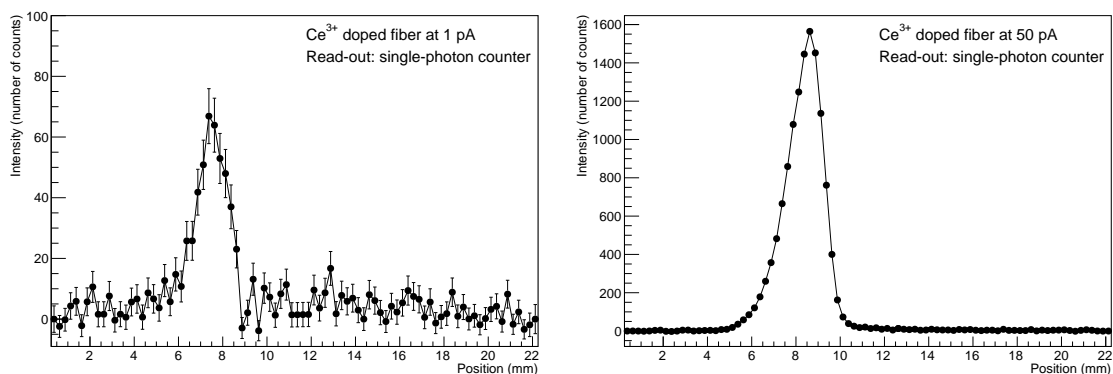 Ce³⁺ doped fiber at 1 pA
Read-out: single-photon counter
Intensity (number of counts)
100
80
60
40
20
0
2 4 6 8 10 12 14 16 18 20 22
Position (mm)
Ce³⁺ doped fiber at 50 pA
Read-out: single-photon counter
Intensity (number of counts)
1600
1400
1200
1000
800
600
400
200
0
2 4 6 8 10 12 14 16 18 20 22
Position (mm)